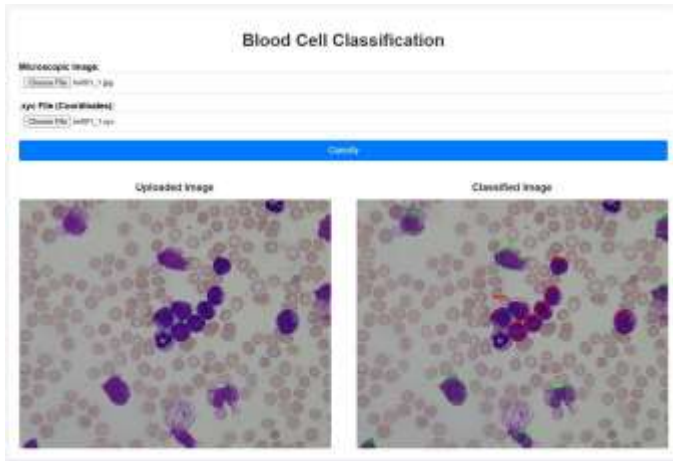 Blood Cell Classification
Microscopic Image:
Choose File
.xyc File (Coordinates):
Choose File
Classify
Uploaded Image
Classified Image